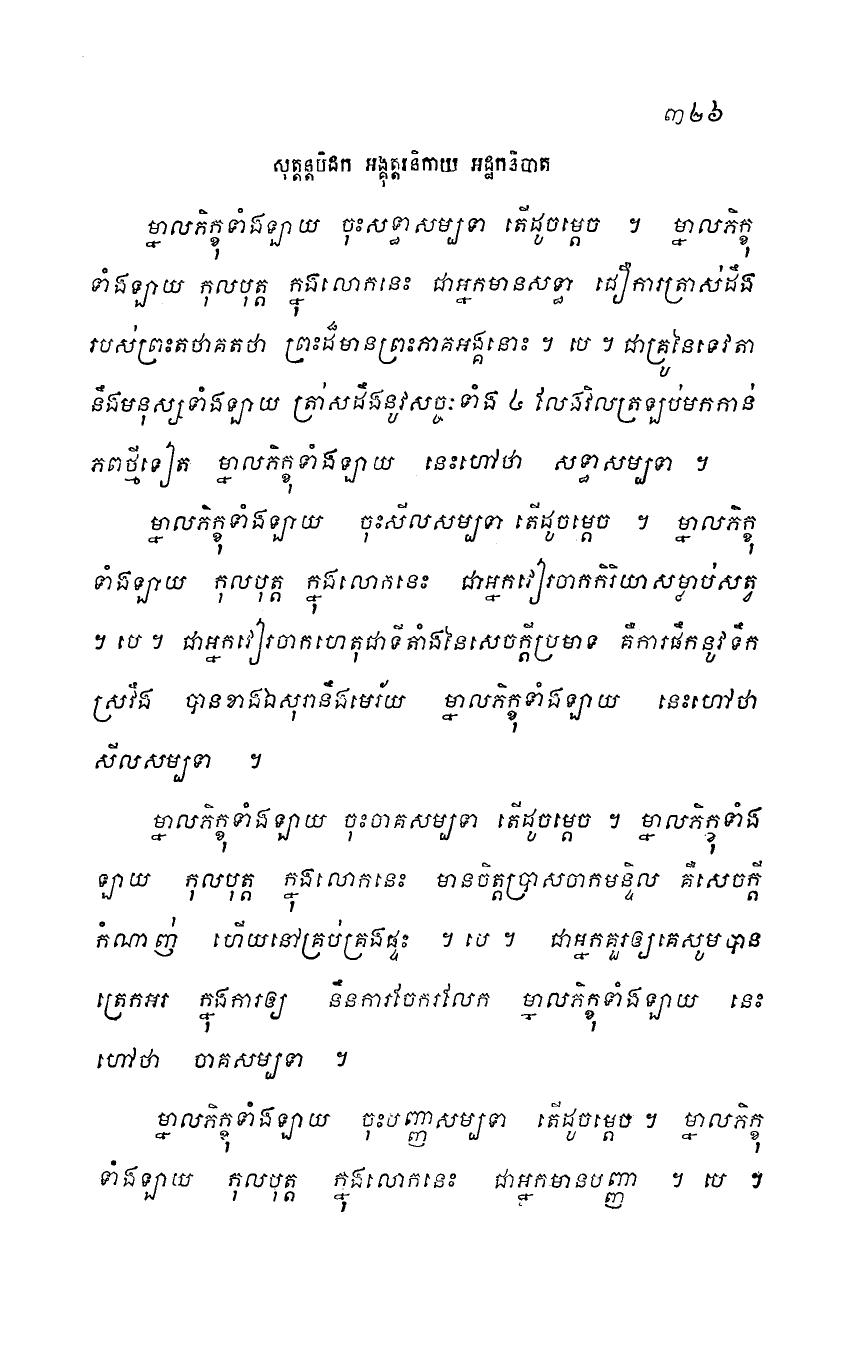 ៣២៦
សុត្តន្តបិដក អង្គុត្តរនិកាយ អដ្ឋកនិបាត
ម្នាលភិក្ខុទាំងឡាយ ចុះសទ្ធាសម្បទា តើដូចម្តេច ។ ម្នាលភិក្ខុ
ទាំងឡាយ កុលបុត្ត ក្នុងលោកនេះ ជាអ្នកមានសទ្ធា ជឿការត្រាស់ដឹង
របស់ព្រះតថាគតថា ព្រះដ៏មានព្រះភាគអង្គនោះ ។ បេ ។ ជាគ្រូនៃទេវតា
នឹងមនុស្សទាំងឡាយ ត្រាស់ដឹងនូវសច្ចៈទាំង ៤ លែងវិលត្រឡប់មកកាន់
ភពថ្មីទៀត ម្នាលភិក្ខុទាំងឡាយ នេះហៅថា សទ្ធាសម្បទា ។
ម្នាលភិក្ខុទាំងឡាយ ចុះសីលសម្បទា តើដូចម្តេច ។ ម្នាលភិក្ខុ
ទាំងឡាយ កុលបុត្ត ក្នុងលោកនេះ ជាអ្នកវៀរចាកកិរិយាសម្លាប់សត្វ
។ បេ ។ ជាអ្នកវៀរចាកហេតុជាទីតាំងនៃសេចក្តីប្រមាទ គឺការផឹកនូវទឹក
ស្រវឹង បានខាងឯសុរានឹងមេរ័យ ម្នាលភិក្ខុទាំងឡាយ នេះហៅថា
សីលសម្បទា ។
ម្នាលភិក្ខុទាំងឡាយ ចុះចាគសម្បទា តើដូចម្តេច ។ ម្នាលភិក្ខុទាំង
ឡាយ កុលបុត្ត ក្នុងលោកនេះ មានចិត្តប្រាសចាកមន្ទិល គឺសេចក្តី
កំណាញ់ ហើយនៅគ្រប់គ្រងផ្ទះ ។ បេ ។ ជាអ្នកគួរឲ្យគេសូមបាន
ត្រេកអរ ក្នុងការឲ្យ នឹងការចែករលែក ម្នាលភិក្ខុទាំងឡាយ នេះ
ហៅថា ចាគសម្បទា ។
ម្នាលភិក្ខុទាំងឡាយ ចុះបញ្ញាសម្បទា តើដូចម្តេច ។ ម្នាលភិក្ខុ
ទាំងឡាយ កុលបុត្ត ក្នុងលោកនេះ ជាអ្នកមានបញ្ញា ។ បេ ។